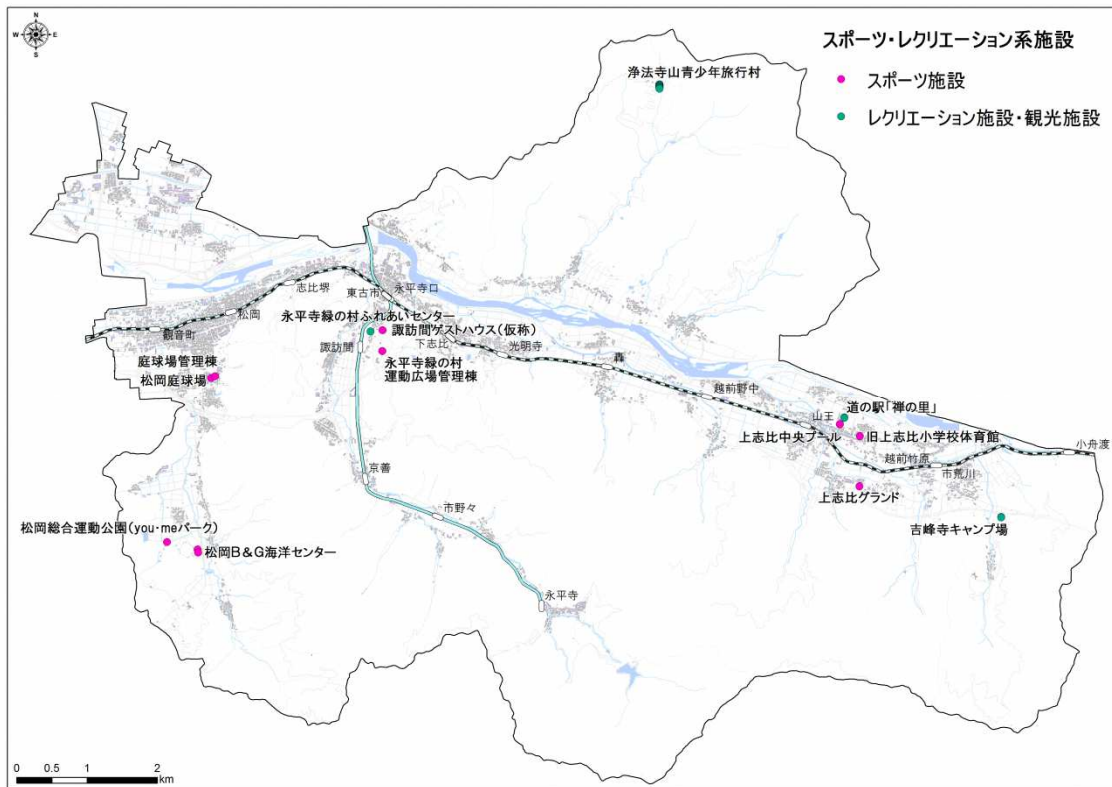 N
W
E
S
スポーツ・レクリエーション系施設
スポーツ施設
レクリエーション施設・観光施設
浄法寺山青少年旅行村
志比堺
東古市
永平寺口
松岡
観音町
永平寺緑の村ふれあいセンター
諏訪間ゲストハウス(仮称)
下志比
光明寺
諏訪間
轟
永平寺緑の村
運動広場管理棟
庭球場管理棟
松岡庭球場
越前野中
山王
道の駅「禅の里」
上志比中央プール
旧上志比小学校体育館
小舟渡
越前竹原
市荒川
京善
上志比グランド
市野々
吉峰寺キャンプ場
松岡総合運動公園(you・meパーク)
松岡B&G海洋センター
永平寺
0 0.5 1 2
km